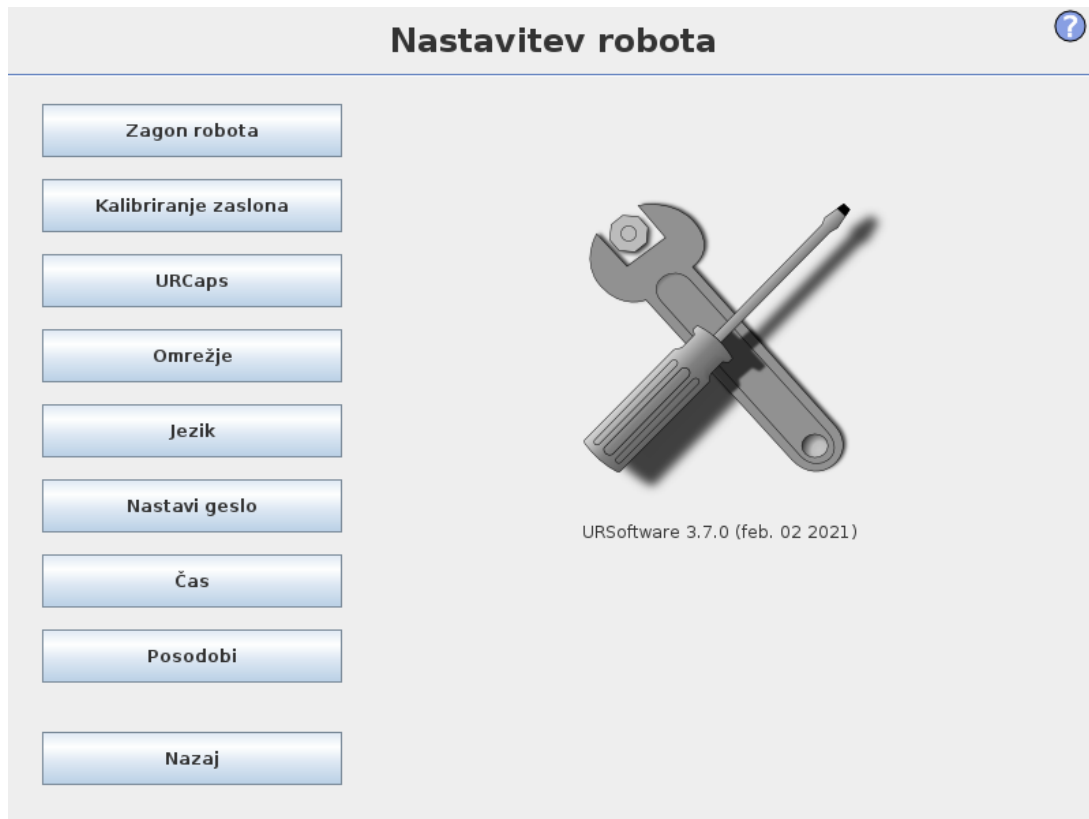 Nastavitev robota
?
Zagon robota
Kalibriranje zaslona
URCaps
Omrežje
Jezik
Nastavi geslo
Čas
Posodobi
Nazaj
URSoftware 3.7.0 (feb. 02 2021)